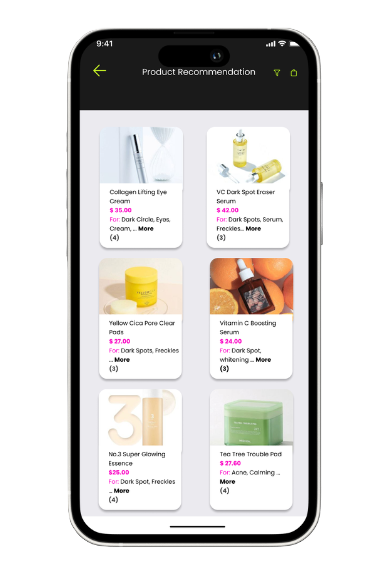 9:41
Product Recommendation
Collagen Lifting Eye
Cream
$ 35.00
For: Dark Circle, Eyes,
Cream, ... More
(4)
VC Dark Spot Eraser
Serum
$ 42.00
For: Dark Spots, Serum,
Freckles... More
(3)
Yellow Cica Pore Clear
Pads
$ 27.00
For: Dark Spots, Freckles
... More
(3)
Vitamin C Boosting
Serum
$ 24.00
For: Dark Spot,
whitening ... More
(3)
3
No.3 Super Glowing
Essence
$25.00
For: Dark Spot, Freckles
... More
(4)
Tea Tree Trouble Pad
$ 27.00
For: Acne, Calming ...
More
(4)